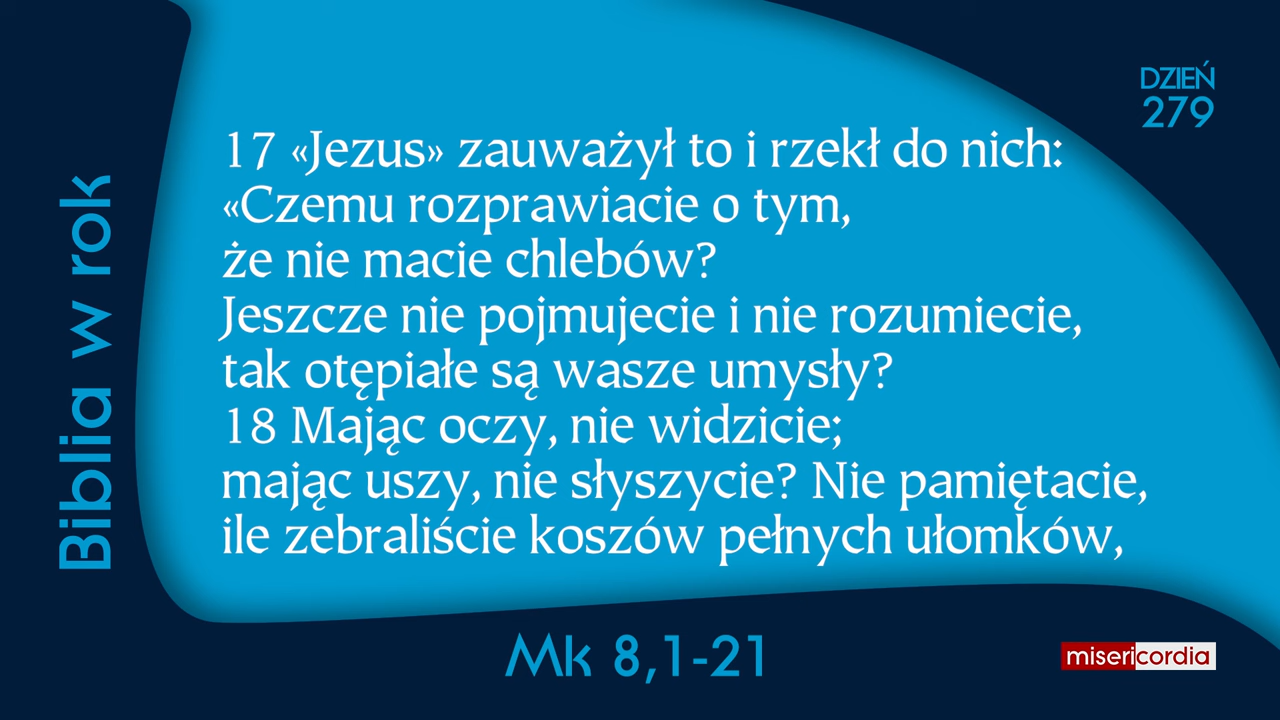 DZIEŃ
279
17 «Jezus» zauważył to i rzekł do nich:
«Czemu rozprawiacie o tym,
że nie macie chlebów?
Jeszcze nie pojmujecie i nie rozumiecie,
tak otępiałe są wasze umysły?
18 Mając oczy, nie widzicie;
mając uszy, nie słyszycie? Nie pamiętacie,
ile zebraliście koszów pełnych ułomków,
Biblia w rok
Mk 8,1-21
misericordia